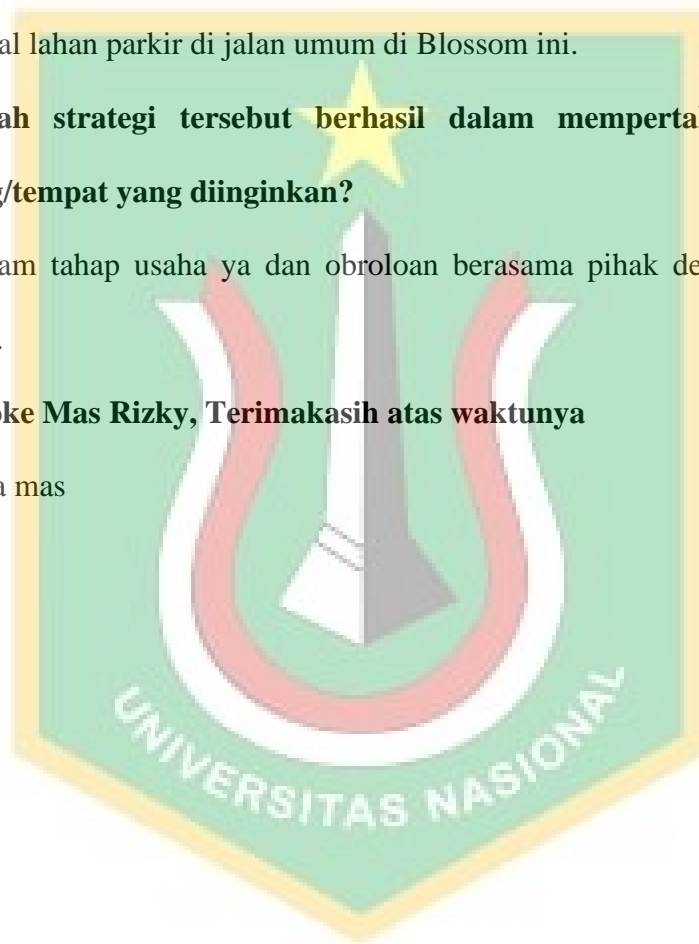 al lahan parkir di jalan umum di Blossom ini.
ah strategi tersebut berhasil dalam memperta
g/tempat yang diinginkan?
am tahap usaha ya dan obroloan berasama pihak de
.
oke Mas Rizky, Terimakasih atas waktunya
a mas
UNIVERSITAS NASIONAL